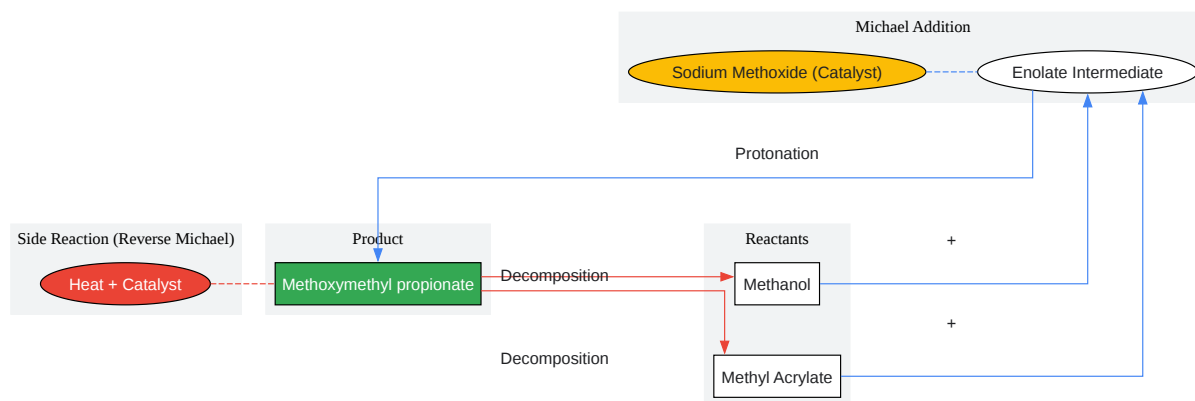 Michael Addition
Sodium Methoxide (Catalyst)
Enolate Intermediate
Protonation
Side Reaction (Reverse Michael)
Product
Reactants
+
Heat + Catalyst
Methoxymethyl propionate
Decomposition
Methanol
+
Decomposition
Methyl Acrylate